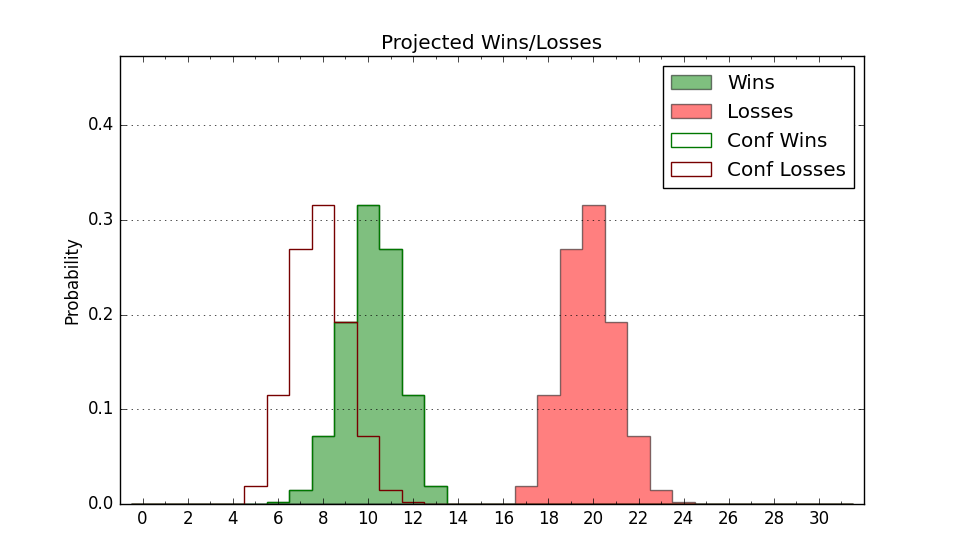 Projected Wins/Losses
Wins
Losses
Conf Wins
Conf Losses
Probability
0.4
0.3
0.2
0.1
0.0
0 2 4 6 8 10 12 14 16 18 20 22 24 26 28 30